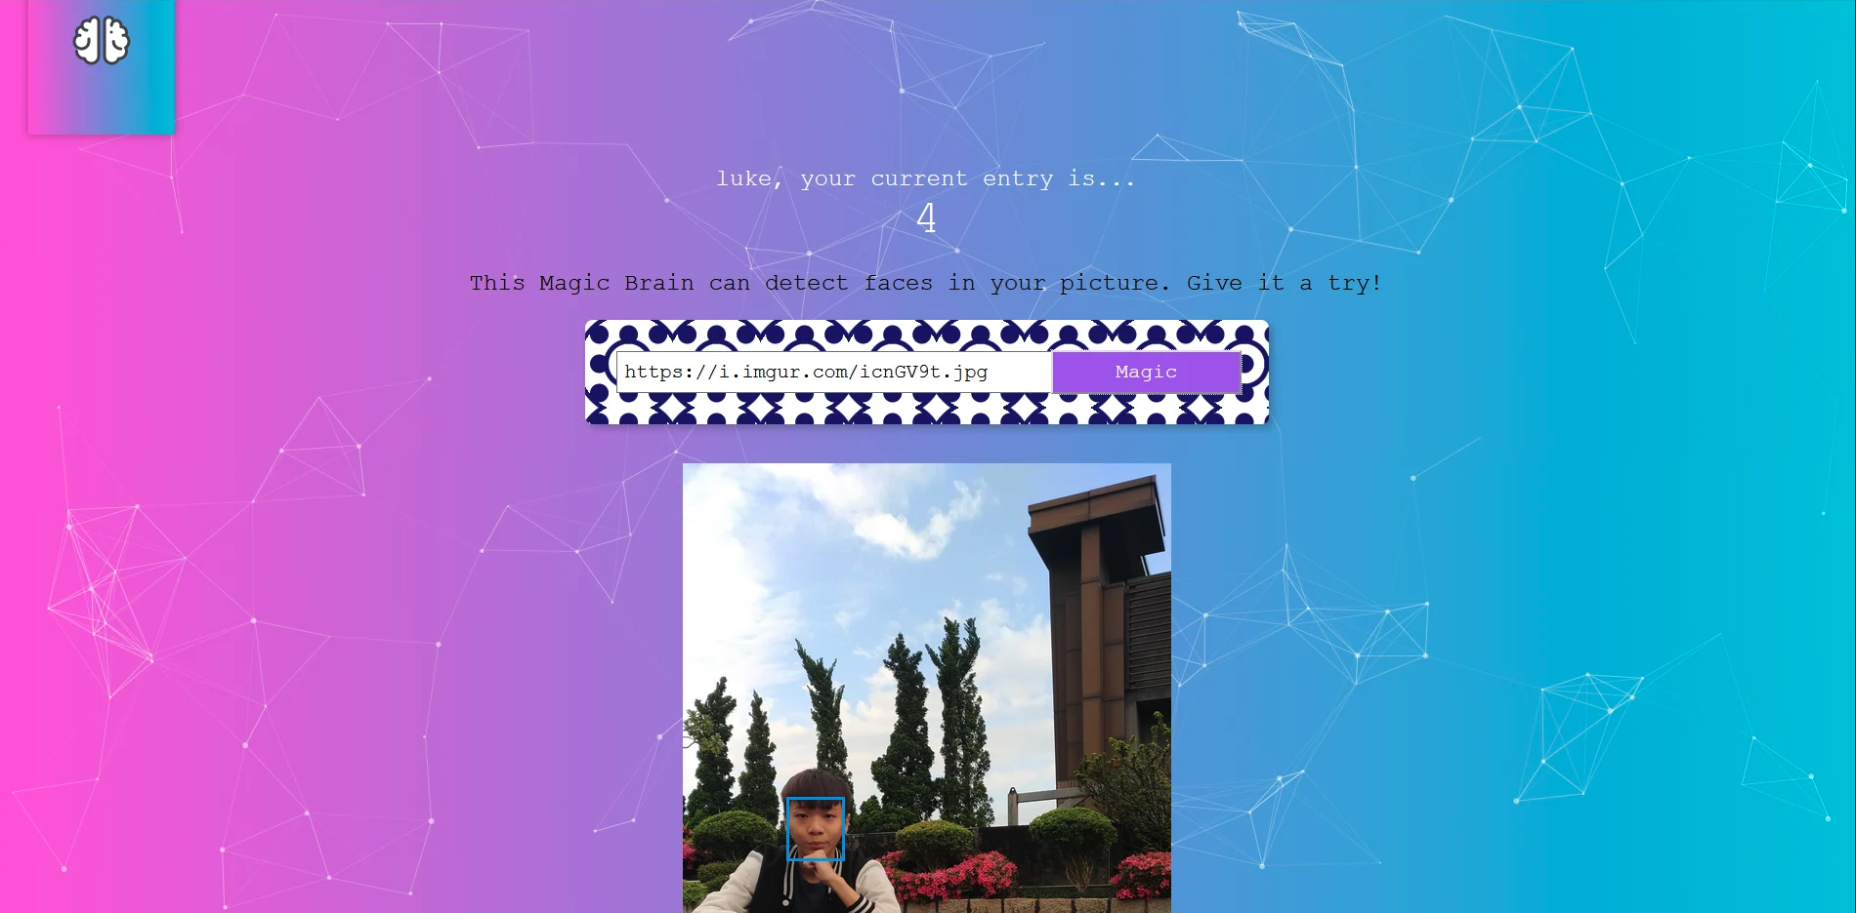 luke, your current entry is...
4
This Magic Brain can detect faces in your picture. Give it a try!
https://i.imgur.com/icnGV9t.jpg Magic